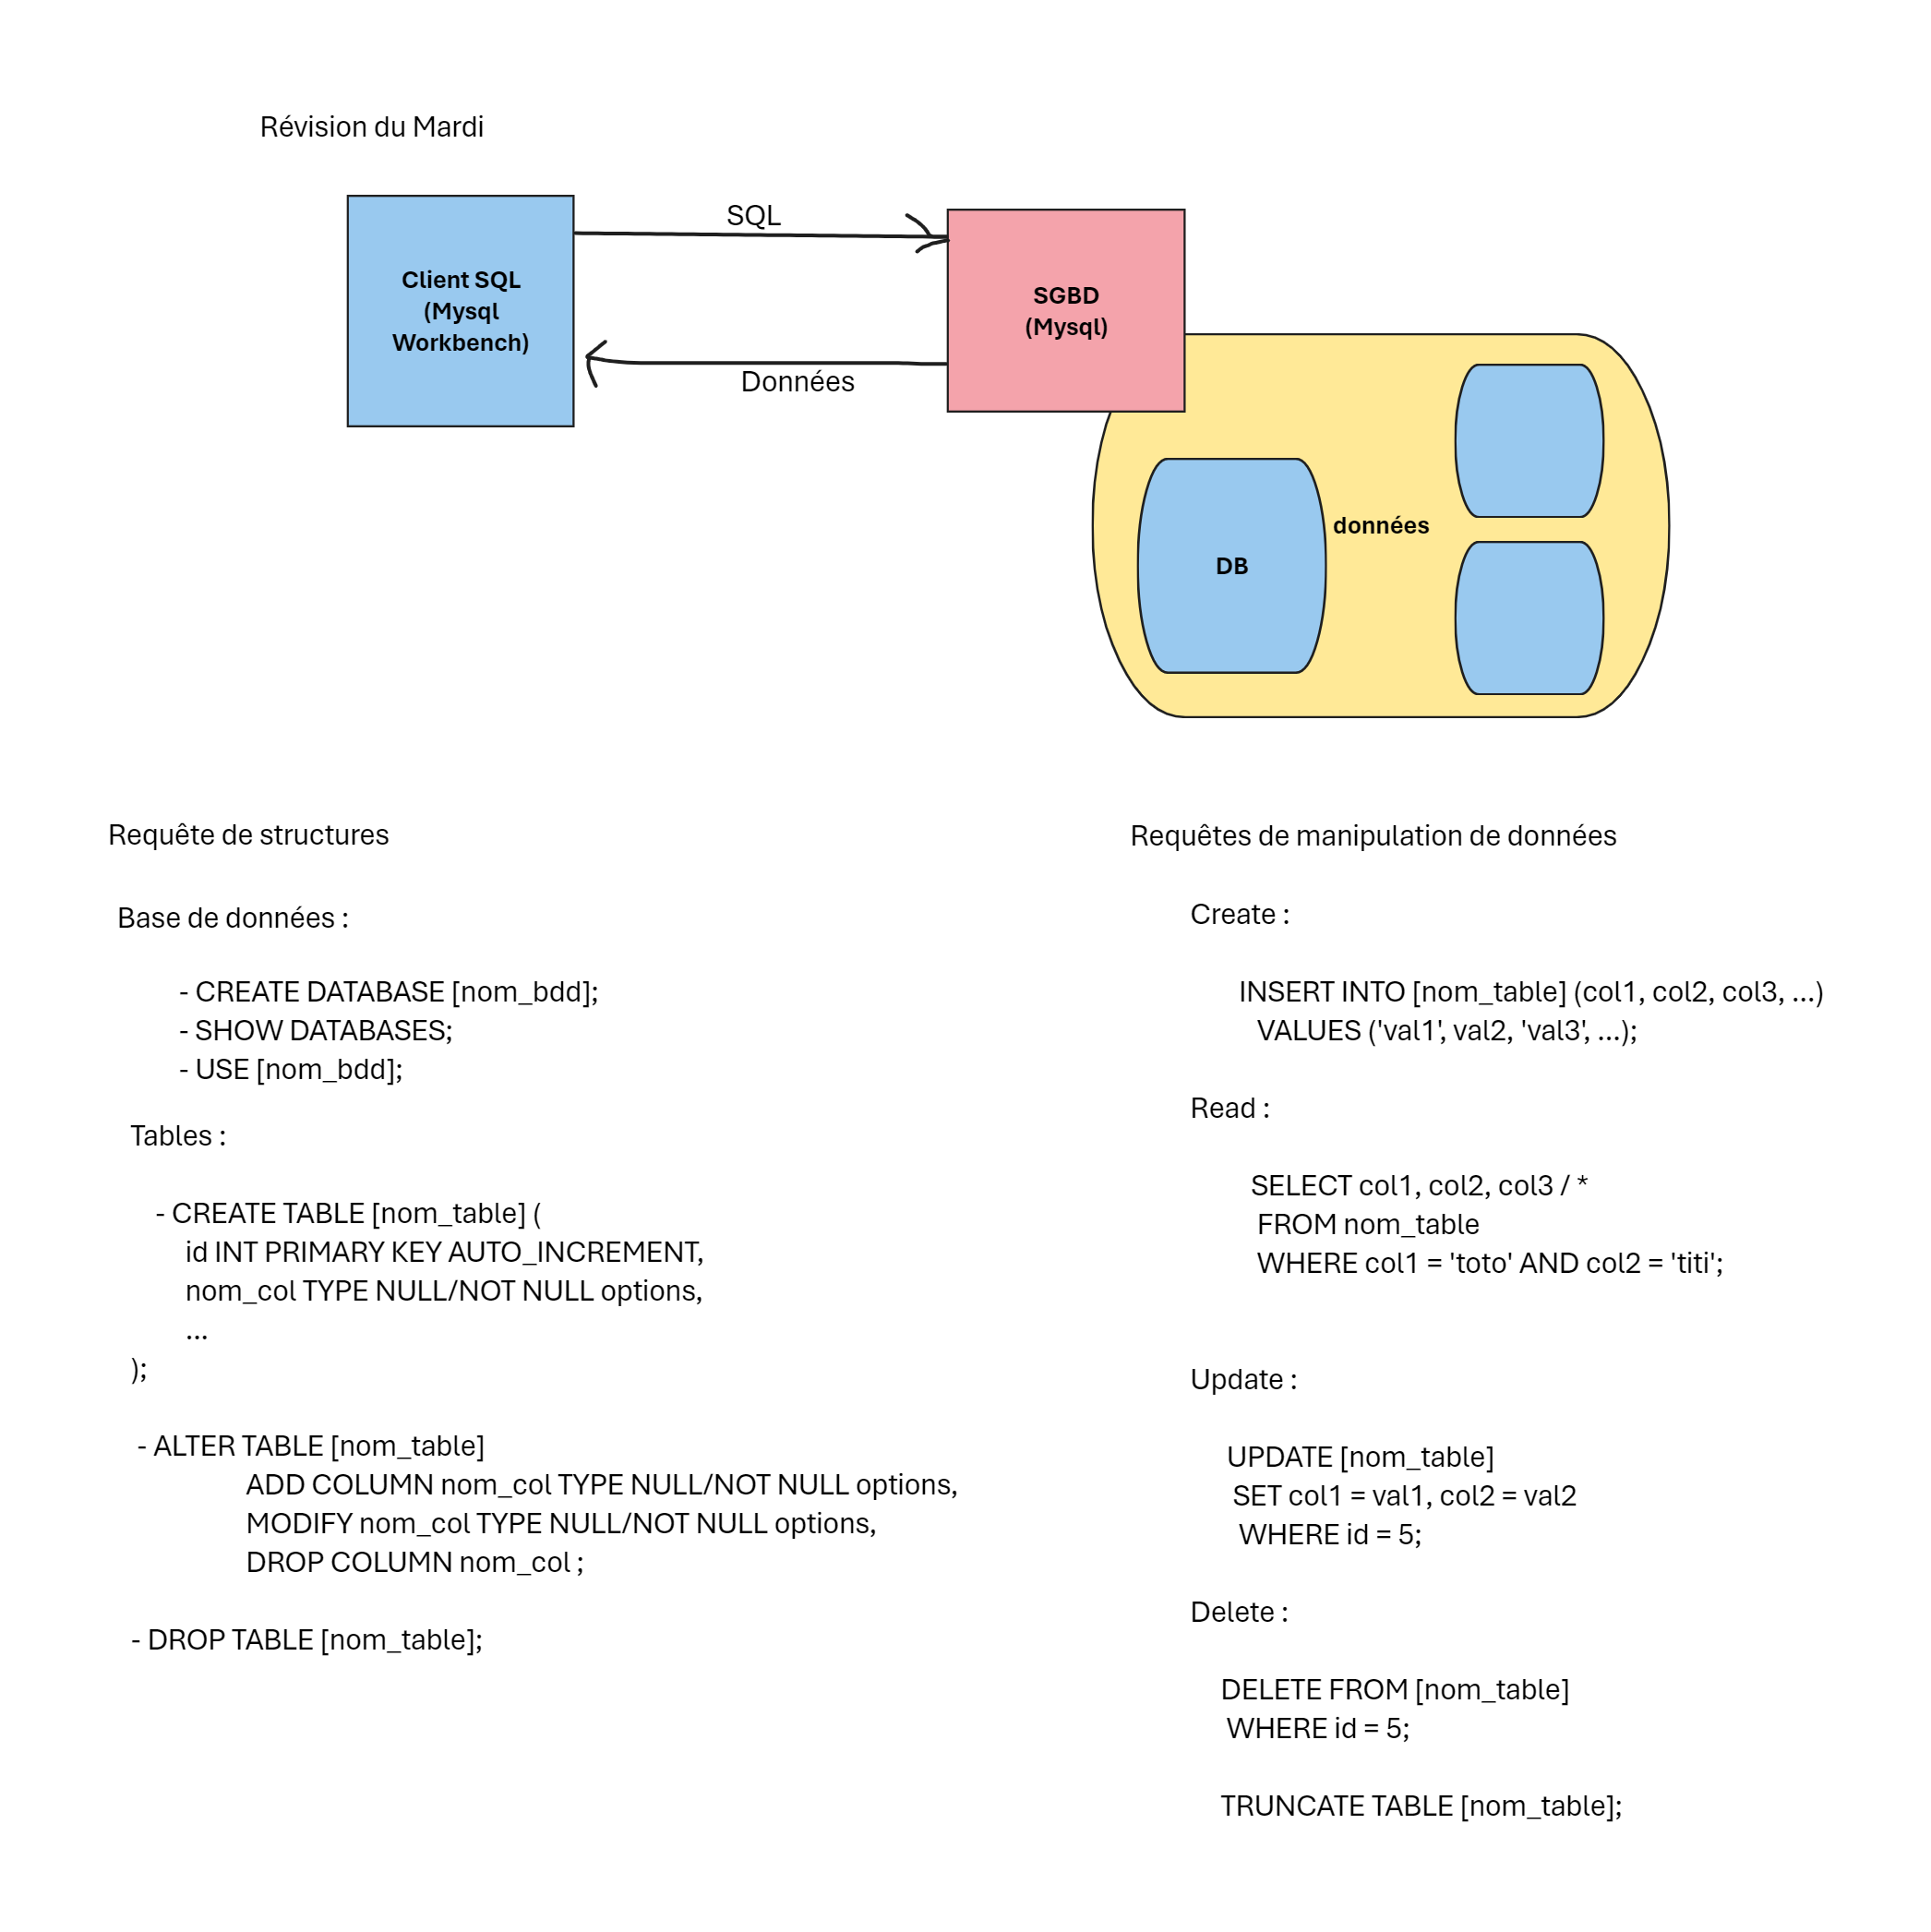 Révision du Mardi
SQL
Client SQL
(Mysql
Workbench)
SGBD
(Mysql)
Données
données
DB
Requête de structures
Base de données :
- CREATE DATABASE [nom_bdd];
- SHOW DATABASES;
- USE [nom_bdd];
Tables :
- CREATE TABLE [nom_table] (
id INT PRIMARY KEY AUTO_INCREMENT,
nom_col TYPE NULL/NOT NULL options,
...
);
- ALTER TABLE [nom_table]
ADD COLUMN nom_col TYPE NULL/NOT NULL options,
MODIFY nom_col TYPE NULL/NOT NULL options,
DROP COLUMN nom_col ;
- DROP TABLE [nom_table];
Requêtes de manipulation de données
Create :
INSERT INTO [nom_table] (col1, col2, col3, ...)
VALUES ('val1', val2, 'val3', ...);
Read :
SELECT col1, col2, col3 / *
FROM nom_table
WHERE col1 = 'toto' AND col2 = 'titi';
Update :
UPDATE [nom_table]
SET col1 = val1, col2 = val2
WHERE id = 5;
Delete :
DELETE FROM [nom_table]
WHERE id = 5;
TRUNCATE TABLE [nom_table];